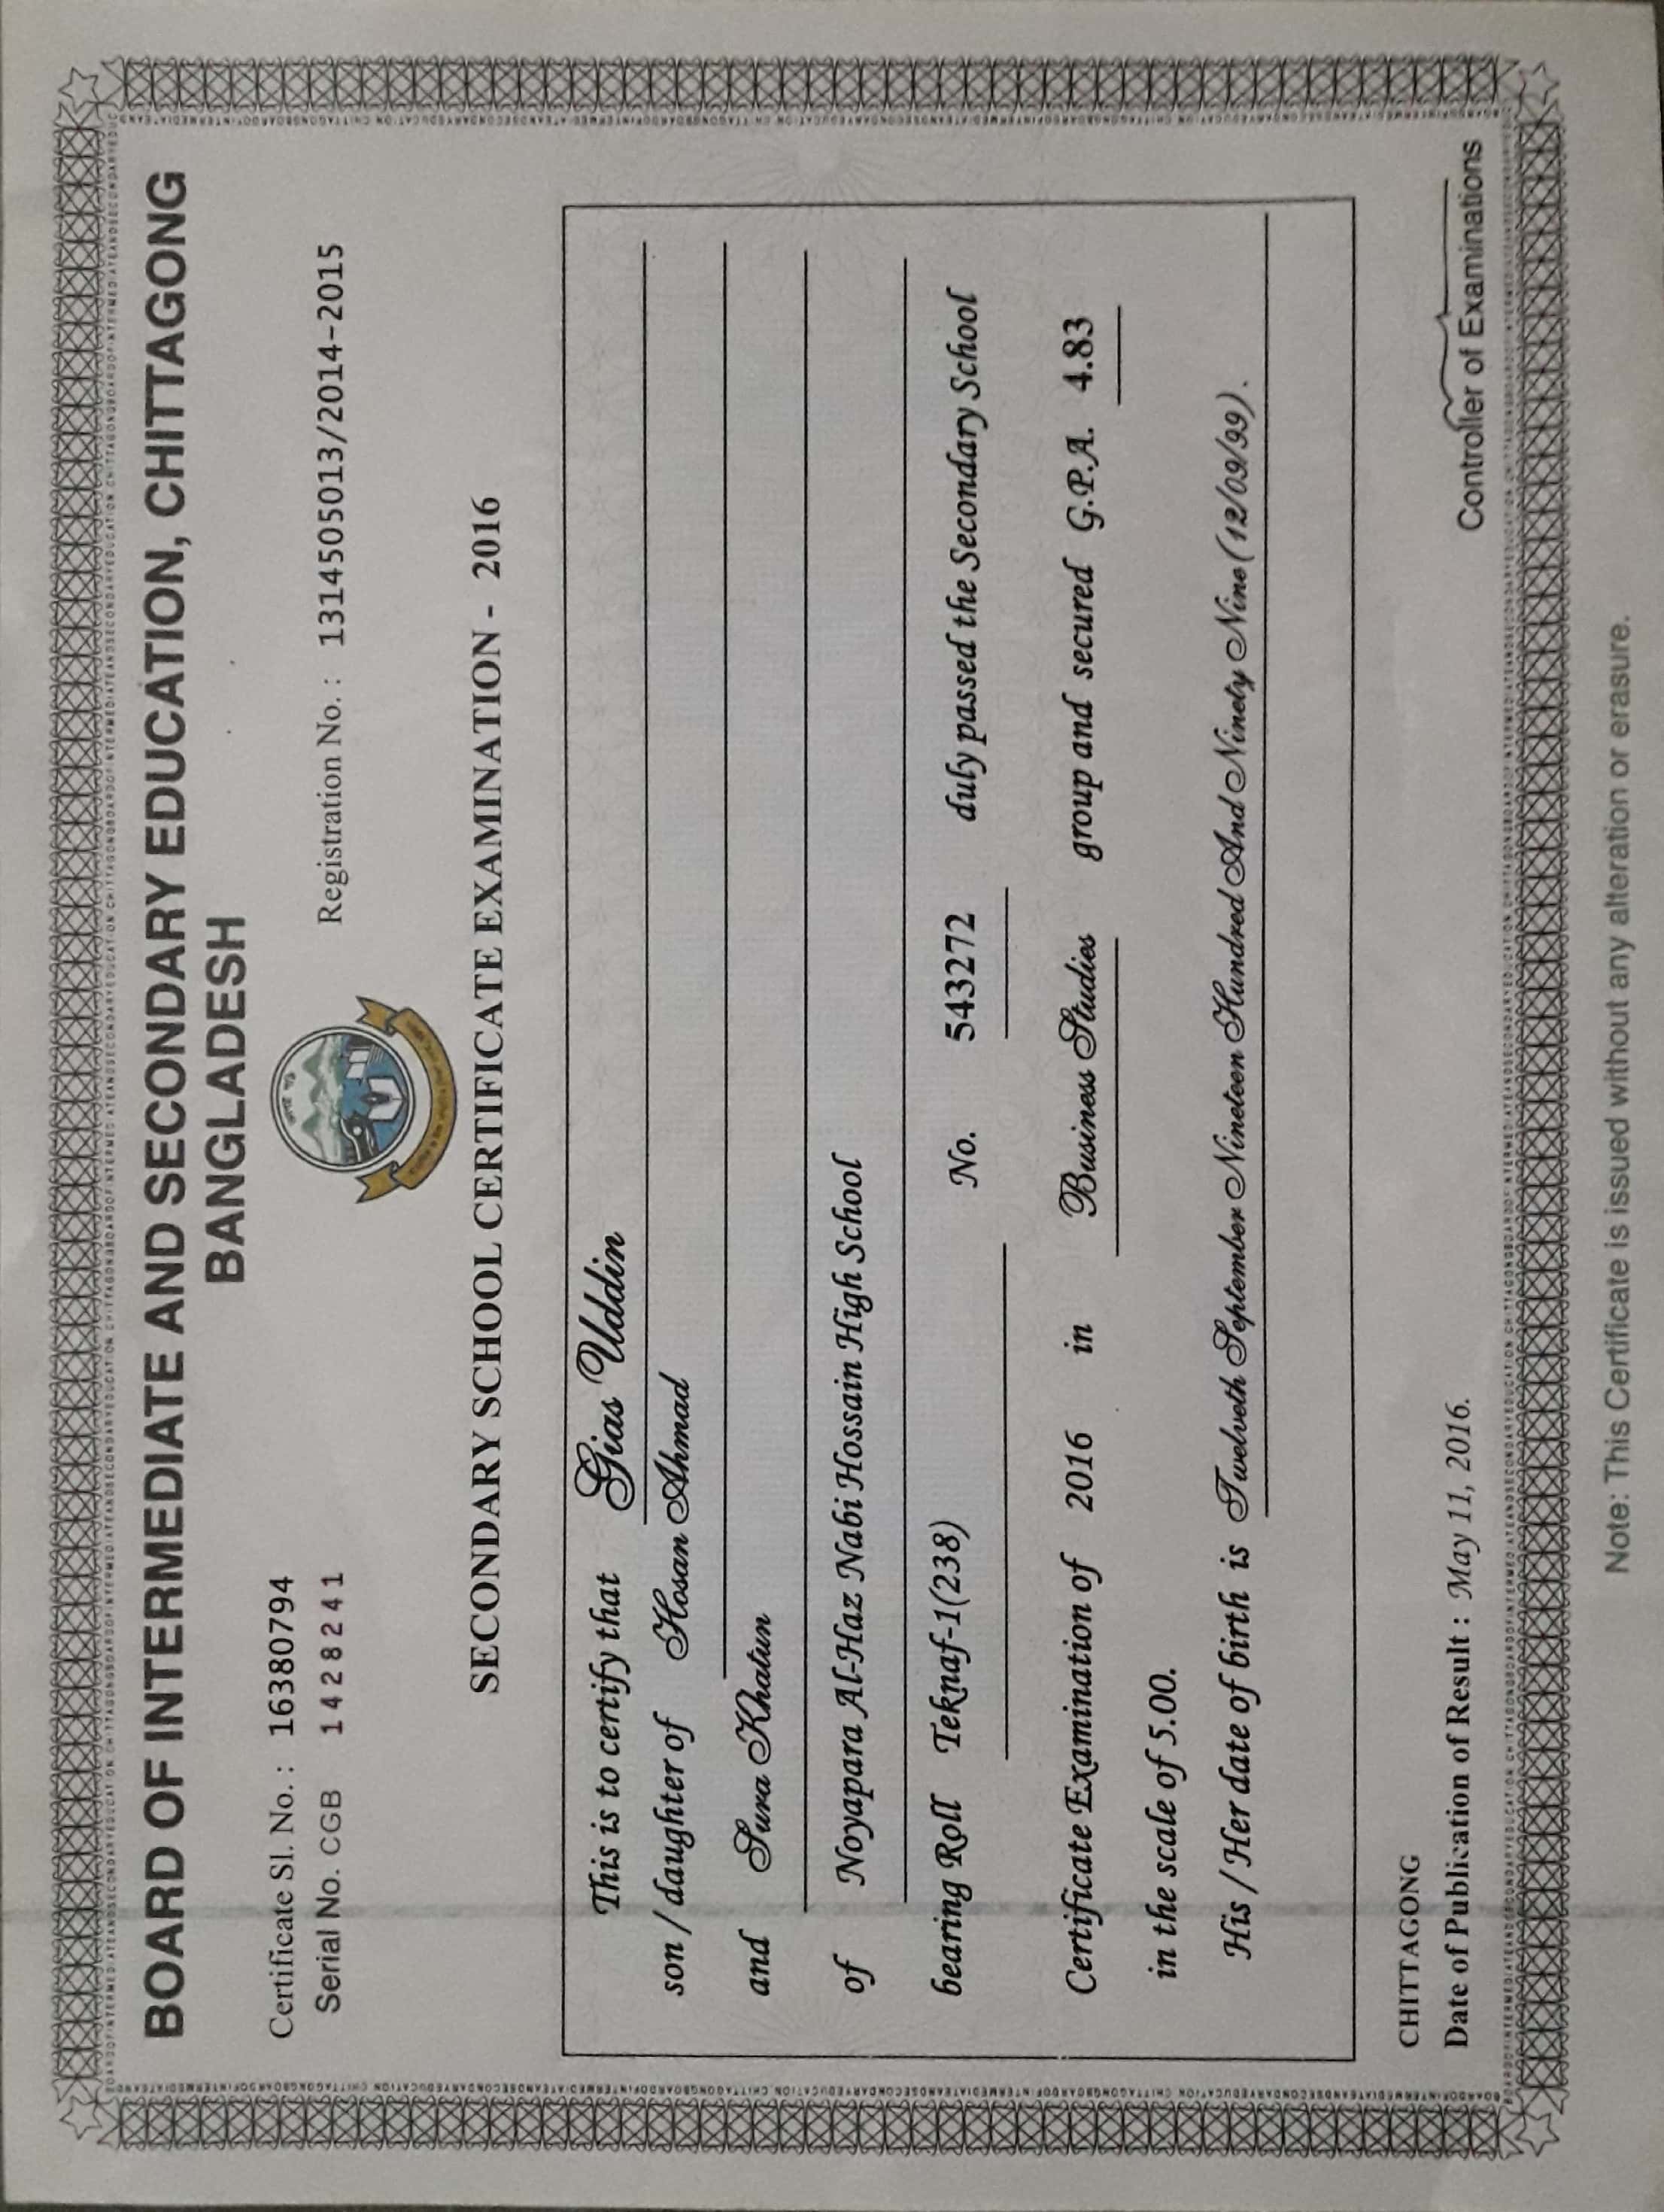 BOARD OF INTERMEDIATE AND SECONDARY EDUCATION, CHITTAGONG
BANGLADESH
Certificate Sl. No. : 16380794
Serial No. CGB 1428241
Registration No. : 1314505013/2014-2015
SECONDARY SCHOOL CERTIFICATE EXAMINATION - 2016
This is to certify that Gias Uddin
son / daughter of Hosan Ahmad
and Sura Khatun
of Noyapara Al-Haz Nabi Hossain High School
bearing Roll Teknaf-1(238) No. 543272 duly passed the Secondary School
Certificate Examination of 2016 in Business Studies group and secured G.P.A. 4.83
in the scale of 5.00.
His / Her date of birth is Twelveth September Nineteen Hundred And Ninety Nine (12/09/99).
CHITTAGONG
Date of Publication of Result : May 11, 2016.
Controller of Examinations
Note: This Certificate is issued without any alteration or erasure.